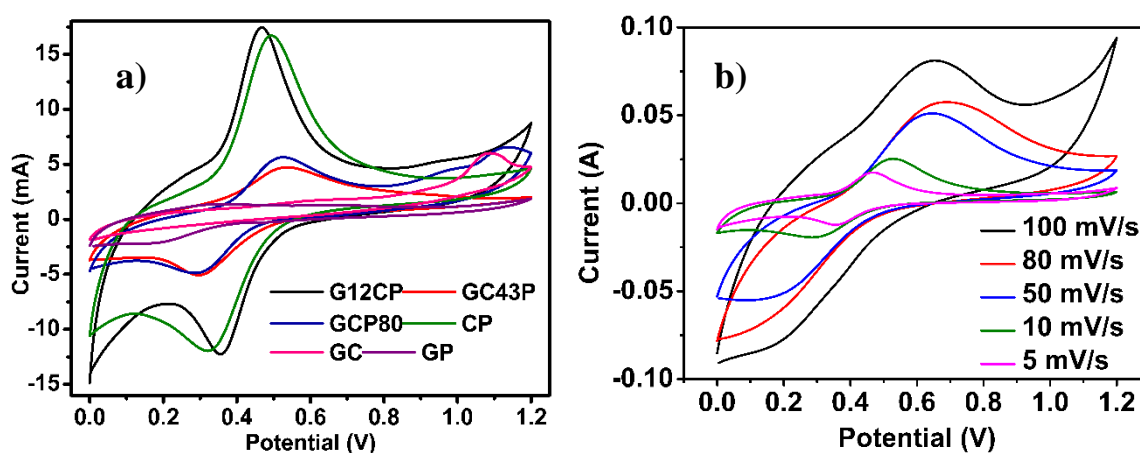 a)
15
10
5
0
-5
-10
-15
Current (mA)
G12CP GC43P
GCP80 CP
GC GP
0.0 0.2 0.4 0.6 0.8 1.0 1.2
Potential (V)
b)
0.10
0.05
0.00
-0.05
-0.10
Current (A)
100 mV/s
80 mV/s
50 mV/s
10 mV/s
5 mV/s
0.0 0.2 0.4 0.6 0.8 1.0 1.2
Potential (V)